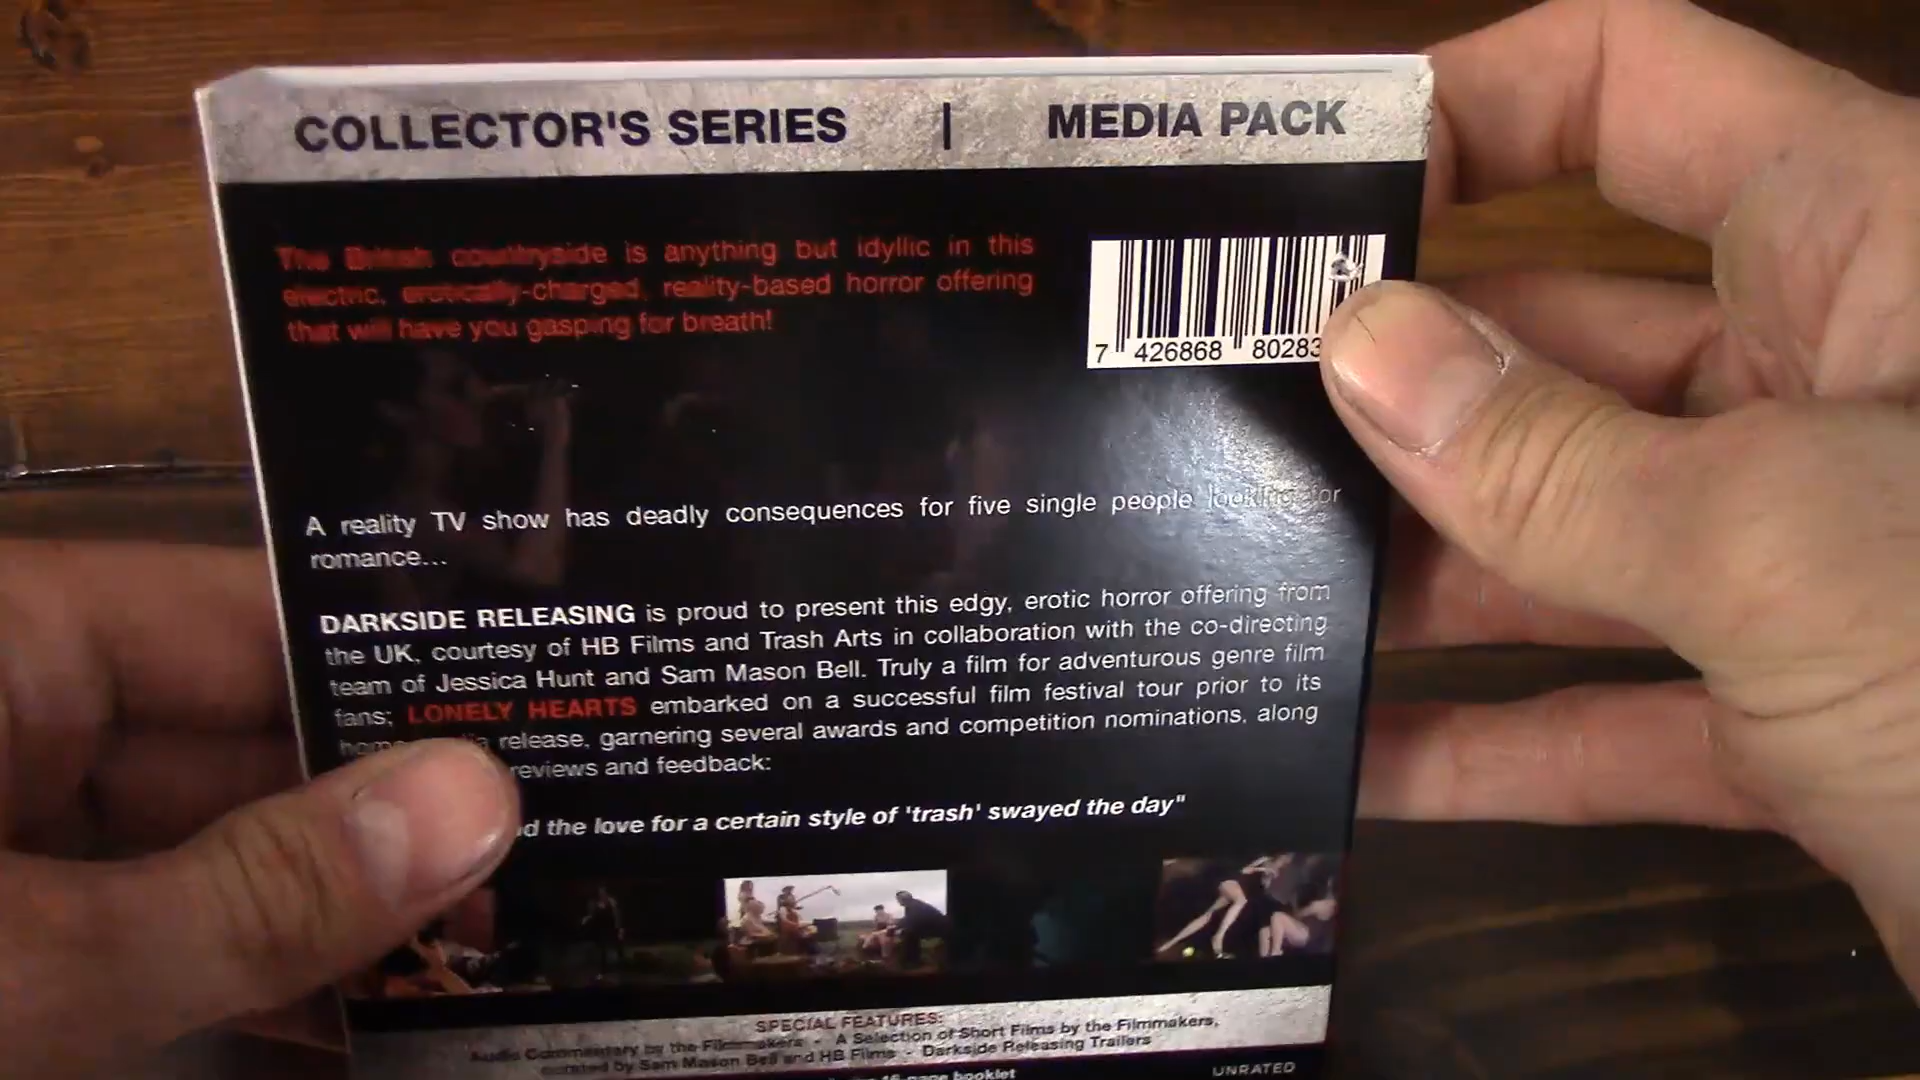 COLLECTOR'S SERIES | MEDIA PACK
The British countryside is anything but idyllic in this
electric, erotically-charged, reality-based horror offering
that will have you gasping for breath!
7 426868 80283
A reality TV show has deadly consequences for five single people looking for
romance...
DARKSIDE RELEASING is proud to present this edgy, erotic horror offering from
the UK, courtesy of HB Films and Trash Arts in collaboration with the co-directing
team of Jessica Hunt and Sam Mason Bell. Truly a film for adventurous genre film
fans; LONELY HEARTS embarked on a successful film festival tour prior to its
release, garnering several awards and competition nominations, along
reviews and feedback:
the love for a certain style of 'trash' swayed the day"
SPECIAL FEATURES:
Audio Commentary by the Filmmakers - A Selection of Short Films by the Filmmakers,
curated by Sam Mason Bell and HB Films - Darkside Releasing Trailers
booklet
UNRATED